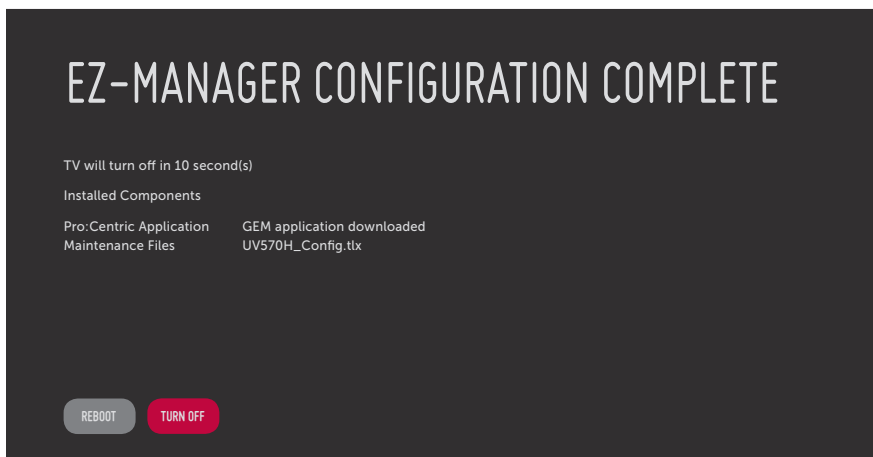 EZ-MANAGER CONFIGURATION COMPLETE
TV will turn off in 10 second(s)
Installed Components
Pro:Centric Application GEM application downloaded
Maintenance Files UV570H_Config.tlx
REBOOT TURN OFF